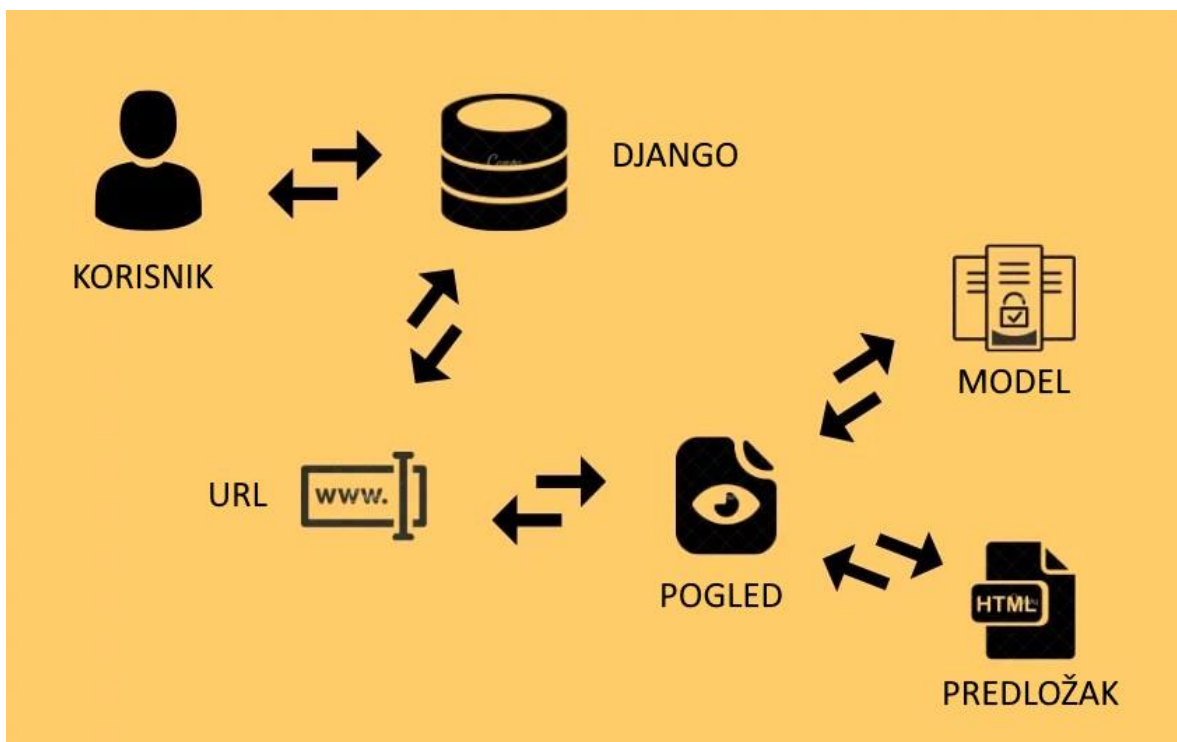 DJANGO
KORISNIK
MODEL
URL
www.
POGLED
HTML
PREDLOŽAK